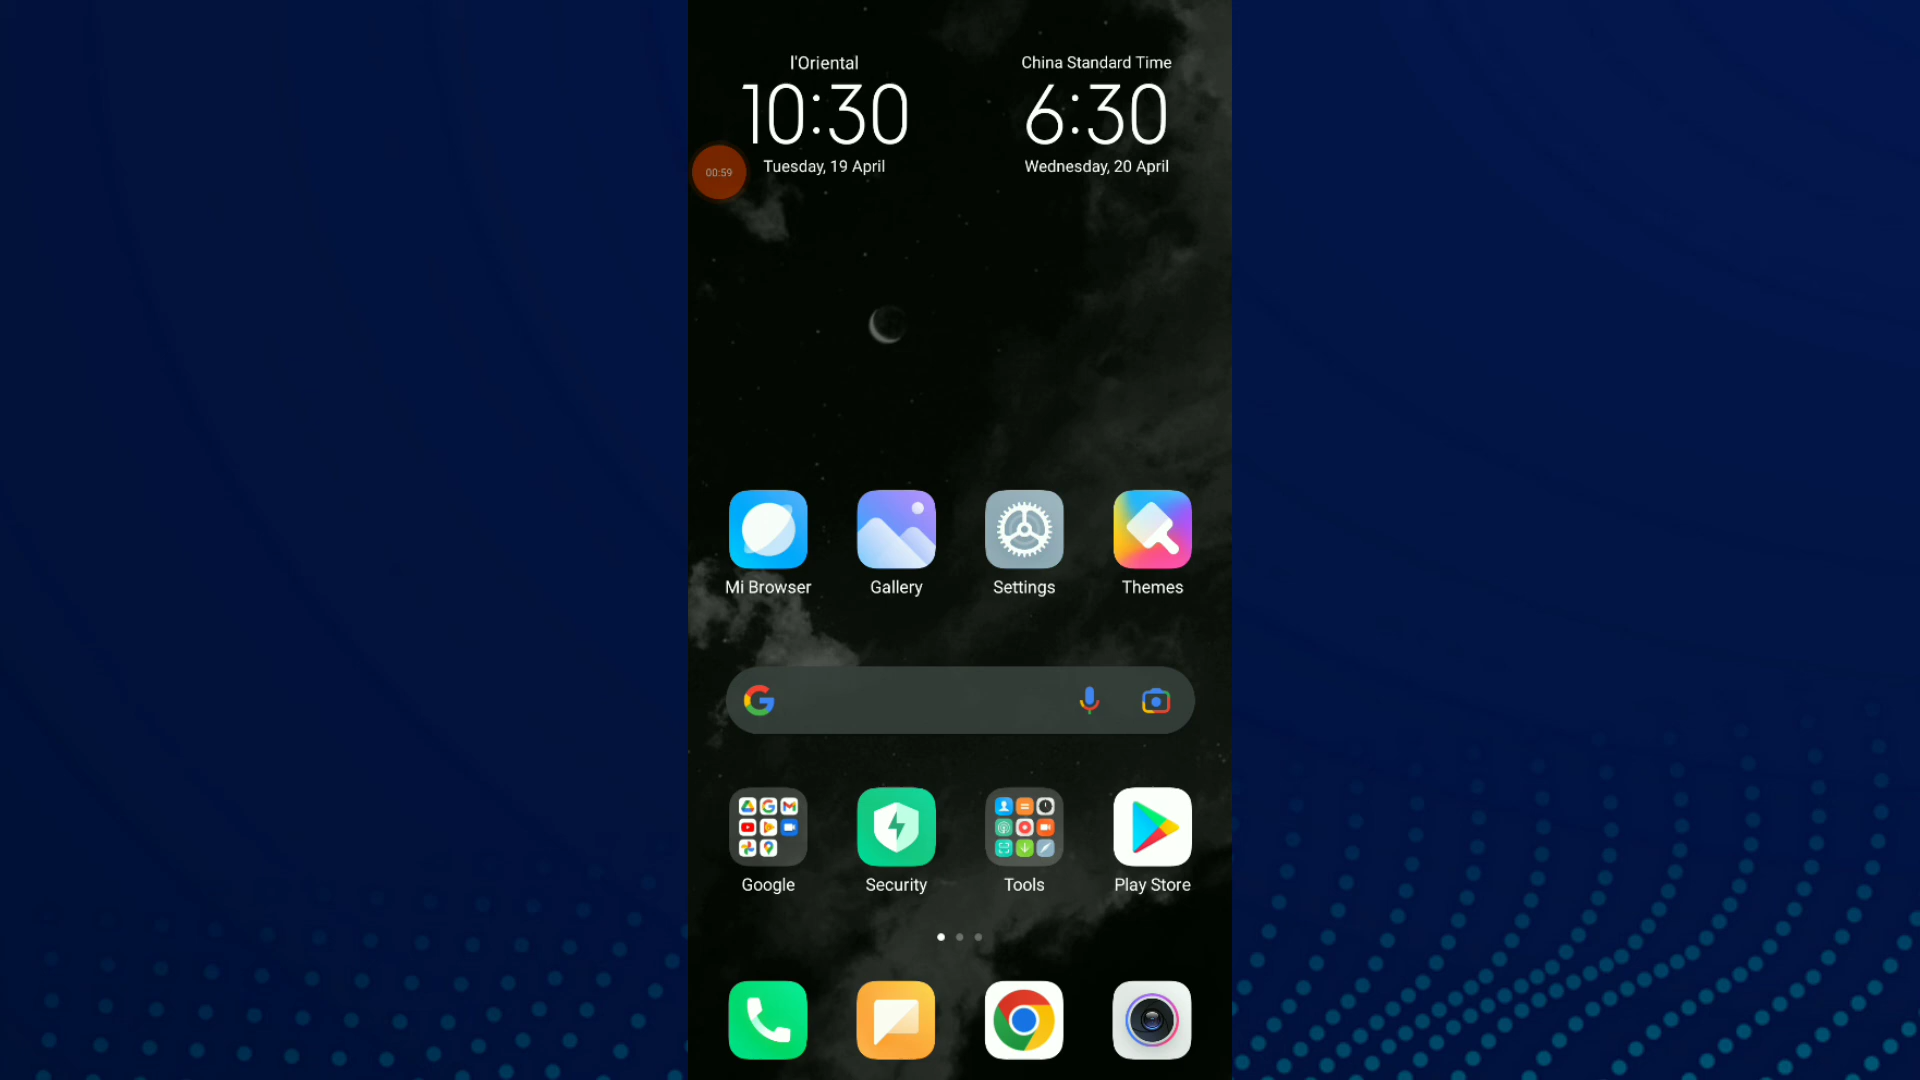 l'Oriental
10:30
Tuesday, 19 April
China Standard Time
6:30
Wednesday, 20 April
00:59
Mi Browser
Gallery
Settings
Themes
Google
Security
Tools
Play Store